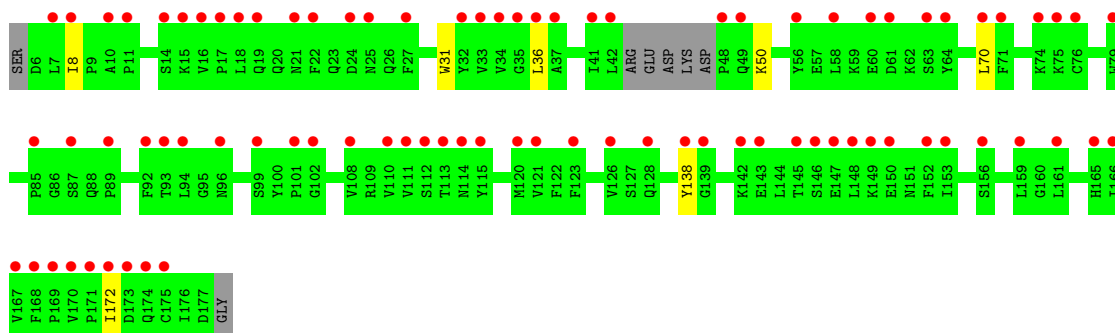 SER D6 L7 I8 P9 A10 P11 S14 K15 V16 P17 L18 Q19 Q20 N21 F22 Q23 D24 N25 Q26 F27 W31 Y32 V33 V34 G35 L36 A37 I41 L42 ARG GLU ASP LYS ASP P48 Q49 K50 Y56 E57 L58 K59 E60 D61 K62 S63 Y64 L70 F71 K74 K75 C76
P85 G86 S87 Q88 P89 F92 T93 L94 G95 N96 S99 Y100 P101 G102 V108 R109 V110 V111 S112 T113 N114 Y115 M120 V121 F122 F123 V126 S127 Q128 Y138 G139 K142 E143 L144 T145 S146 E147 L148 K149 E150 N151 F152 I153 S156 L159 G160 L161 H165
V167 F168 P169 V170 P171 I172 D173 Q174 C175 I176 D177 GLY